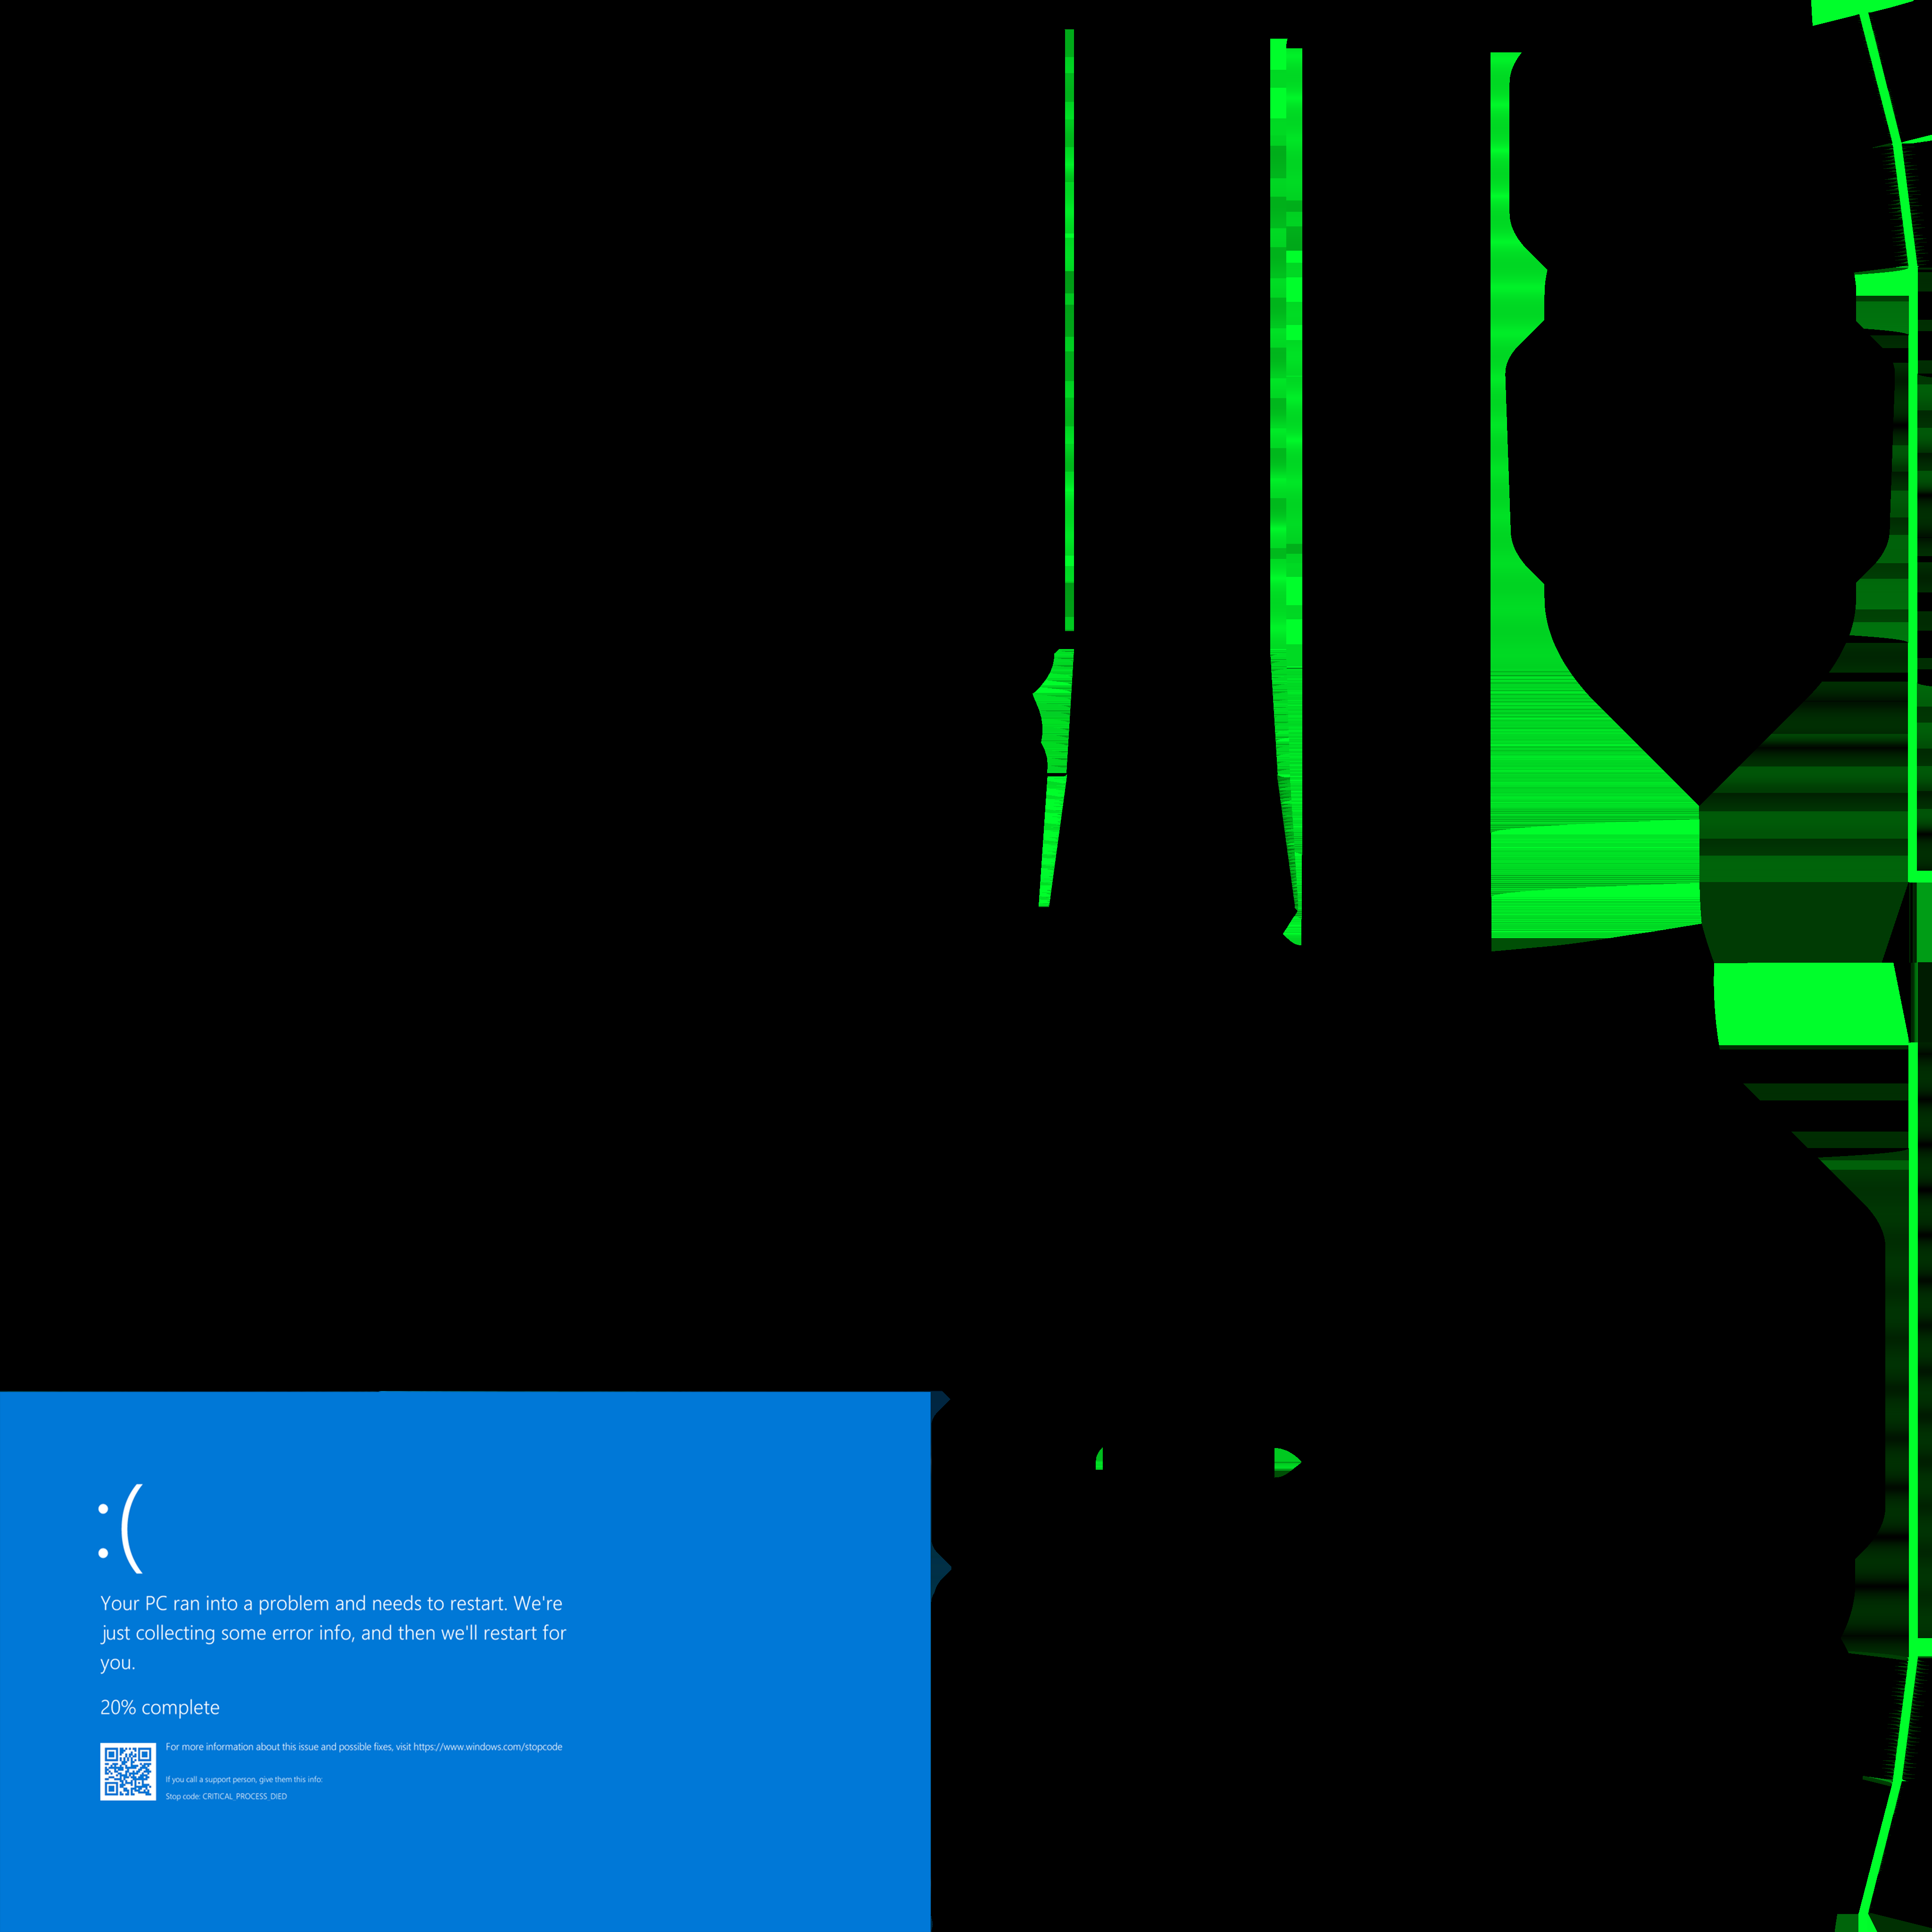 :(
Your PC ran into a problem and needs to restart. We're
just collecting some error info, and then we'll restart for
you.
20% complete
For more information about this issue and possible fixes, visit https://www.windows.com/stopcode
If you call a support person, give them this info:
Stop code: CRITICAL_PROCESS_DIED